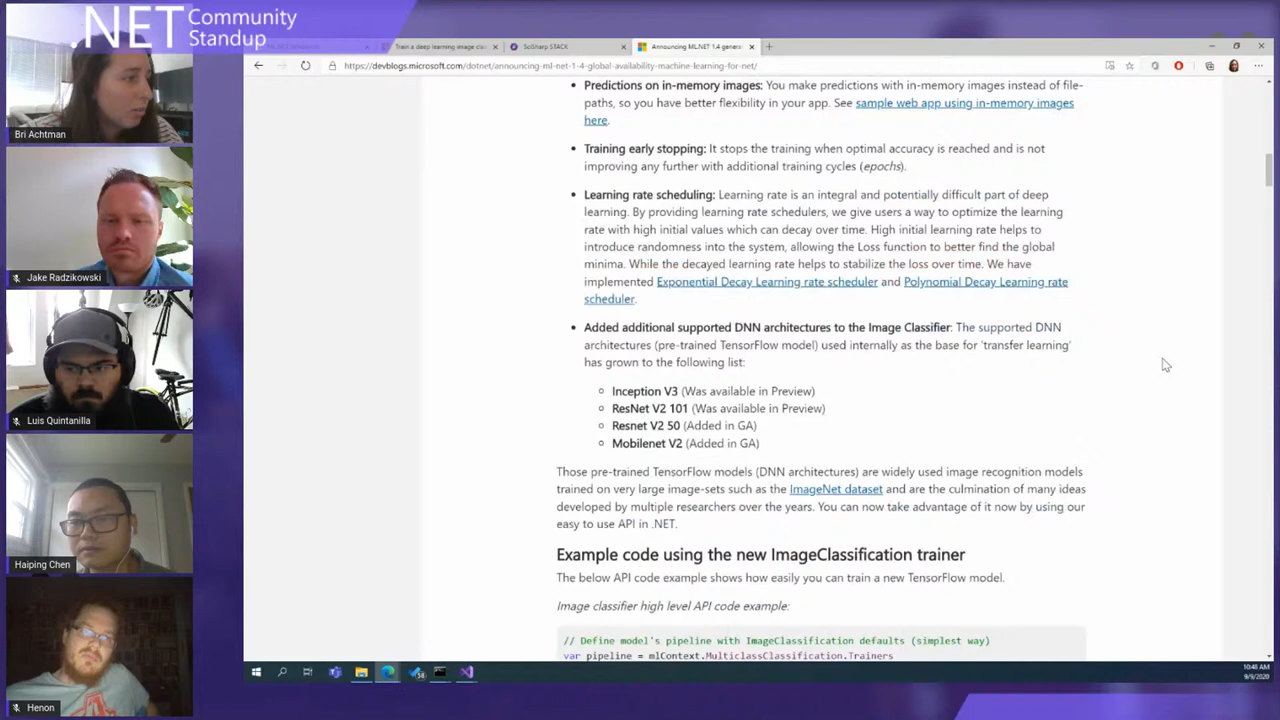 .NET Community
Standup
Bri Achtman
Jake Radzikowski
Luis Quintanilla
Haiping Chen
Henon
Train a deep learning image cla
SciSharp STACK
Announcing ML.NET 1.4 gener
https://devblogs.microsoft.com/dotnet/announcing-ml-net-1-4-global-availability-machine-learning-for-net/
Predictions on in-memory images: You make predictions with in-memory images instead of file-
paths, so you have better flexibility in your app. See sample web app using in-memory images
here.
Training early stopping: It stops the training when optimal accuracy is reached and is not
improving any further with additional training cycles (epochs).
Learning rate scheduling: Learning rate is an integral and potentially difficult part of deep
learning. By providing learning rate schedulers, we give users a way to optimize the learning
rate with high initial values which can decay over time. High initial learning rate helps to
introduce randomness into the system, allowing the Loss function to better find the global
minima. While the decayed learning rate helps to stabilize the loss over time. We have
implemented Exponential Decay Learning rate scheduler and Polynomial Decay Learning rate
scheduler.
Added additional supported DNN architectures to the Image Classifier: The supported DNN
architectures (pre-trained TensorFlow model) used internally as the base for 'transfer learning'
has grown to the following list:
Inception V3 (Was available in Preview)
ResNet V2 101 (Was available in Preview)
Resnet V2 50 (Added in GA)
Mobilenet V2 (Added in GA)
Those pre-trained TensorFlow models (DNN architectures) are widely used image recognition models
trained on very large image-sets such as the ImageNet dataset and are the culmination of many ideas
developed by multiple researchers over the years. You can now take advantage of it now by using our
easy to use API in .NET.
Example code using the new ImageClassification trainer
The below API code example shows how easily you can train a new TensorFlow model.
Image classifier high level API code example:
// Define model's pipeline with ImageClassification defaults (simplest way)
var pipeline = mlContext.MulticlassClassification.Trainers
10:48 AM
9/9/2020